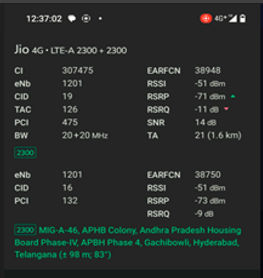 12:37:02
4G+
Jio 4G • LTE-A 2300 + 2300
CI 307475 EARFCN 38948
eNb 1201 RSSI -51 dBm
CID 19 RSRP -71 dBm
TAC 126 RSRQ -11 dB
PCI 475 SNR 14 dB
BW 20+20 MHz TA 21 (1.6 km)
2300
eNb 1201 EARFCN 38750
CID 16 RSSI -51 dBm
PCI 132 RSRP -73 dBm
RSRQ -9 dB
2300 MIG-A-46, APHB Colony, Andhra Pradesh Housing
Board Phase-IV, APBH Phase 4, Gachibowli, Hyderabad,
Telangana (± 98 m; 83°)